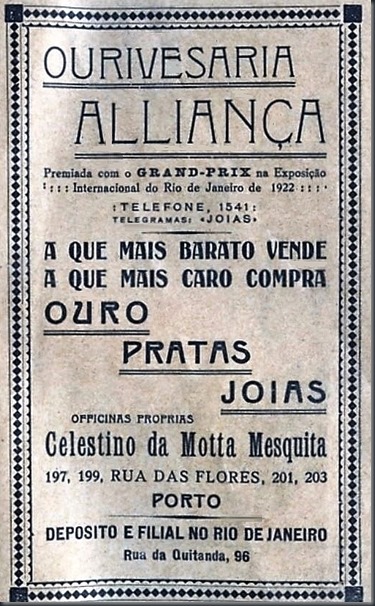 OURIVESARIA
ALLIANÇA
Premiada com o GRAND-PRIX na Exposição
:::: Internacional do Rio de Janeiro de 1922 ::::
:TELEFONE, 1541:
TELEGRAMAS: «JOIAS»
A QUE MAIS BARATO VENDE
A QUE MAIS CARO COMPRA
OURO
PRATAS
JOIAS
OFFICINAS PROPRIAS
Celestino da Motta Mesquita
197, 199, RUA DAS FLORES, 201, 203
PORTO
DEPOSITO E FILIAL NO RIO DE JANEIRO
Rua da Quitanda, 96